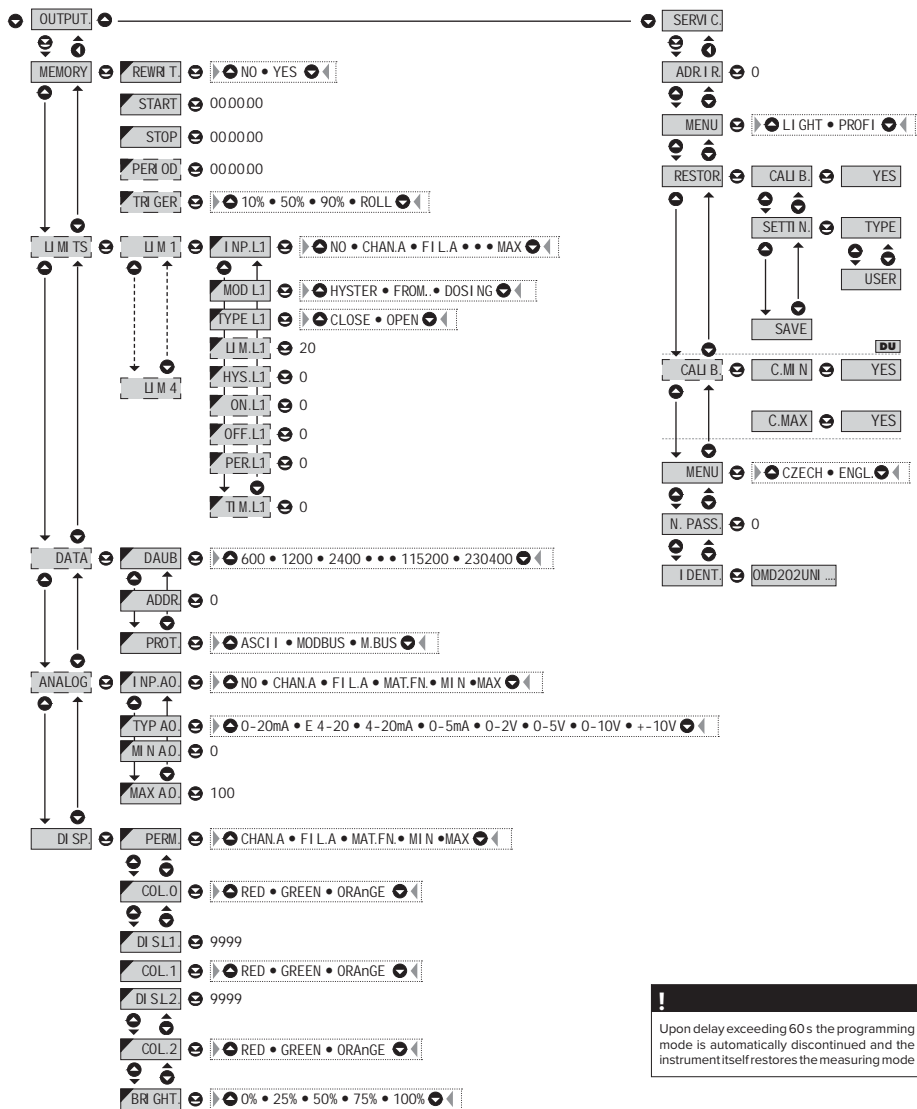 OUTPUT.
MEMORY REWRIT. NO • YES
START 00.00.00
STOP 00.00.00
PERIOD 00.00.00
TRIGER 10% • 50% • 90% • ROLL
LIMITS LIM 1 INP.L1 NO • CHAN.A • FIL.A • • • MAX
MOD L1 HYSTER • FROM.. • DOSING
TYPE L1 CLOSE • OPEN
LIM.L1 20
LIM 4 HYS.L1 0
ON.L1 0
OFF.L1 0
PER.L1 0
TIM.L1 0
DATA DAUB 600 • 1200 • 2400 • • • 115200 • 230400
ADDR. 0
PROT. ASCII • MODBUS • M.BUS
ANALOG INP.AO. NO • CHAN.A • FIL.A • MAT.FN. • MIN •MAX
TYP AO. 0-20mA • E 4-20 • 4-20mA • 0-5mA • 0-2V • 0-5V • 0-10V • +-10V
MIN A.O. 0
MAX A.O. 100
DISP. PERM. CHAN.A • FIL.A • MAT.FN. • MIN •MAX
COL.0 RED • GREEN • ORAnGE
DISL1. 9999
COL.1 RED • GREEN • ORAnGE
DISL2. 9999
COL.2 RED • GREEN • ORAnGE
BRIGHT. 0% • 25% • 50% • 75% • 100%
SERVIC.
ADR.IR. 0
MENU LIGHT • PROFI
RESTOR. CALIB. YES
SETTIN. TYPE
USER
SAVE
DU
CALIB. C.MIN YES
C.MAX YES
MENU CZECH • ENGL.
N. PASS. 0
IDENT. OMD202UNI ....
!
Upon delay exceeding 60 s the programming
mode is automatically discontinued and the
instrument itself restores the measuring mode